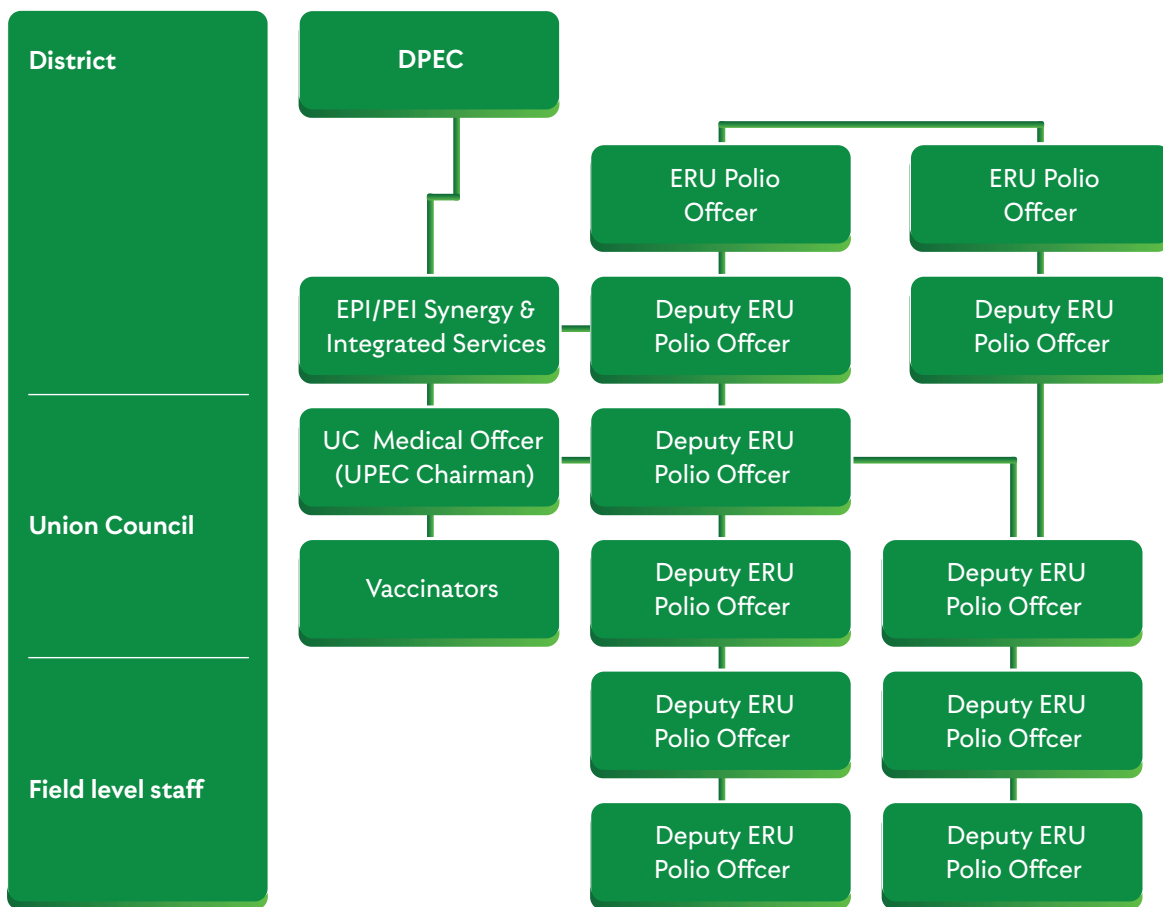 District
DPEC
ERU Polio
Offcer
ERU Polio
Offcer
EPI/PEI Synergy &
Integrated Services
Deputy ERU
Polio Offcer
Deputy ERU
Polio Offcer
Union Council
UC Medical Offcer
(UPEC Chairman)
Deputy ERU
Polio Offcer
Vaccinators
Deputy ERU
Polio Offcer
Deputy ERU
Polio Offcer
Field level staff
Deputy ERU
Polio Offcer
Deputy ERU
Polio Offcer
Deputy ERU
Polio Offcer
Deputy ERU
Polio Offcer